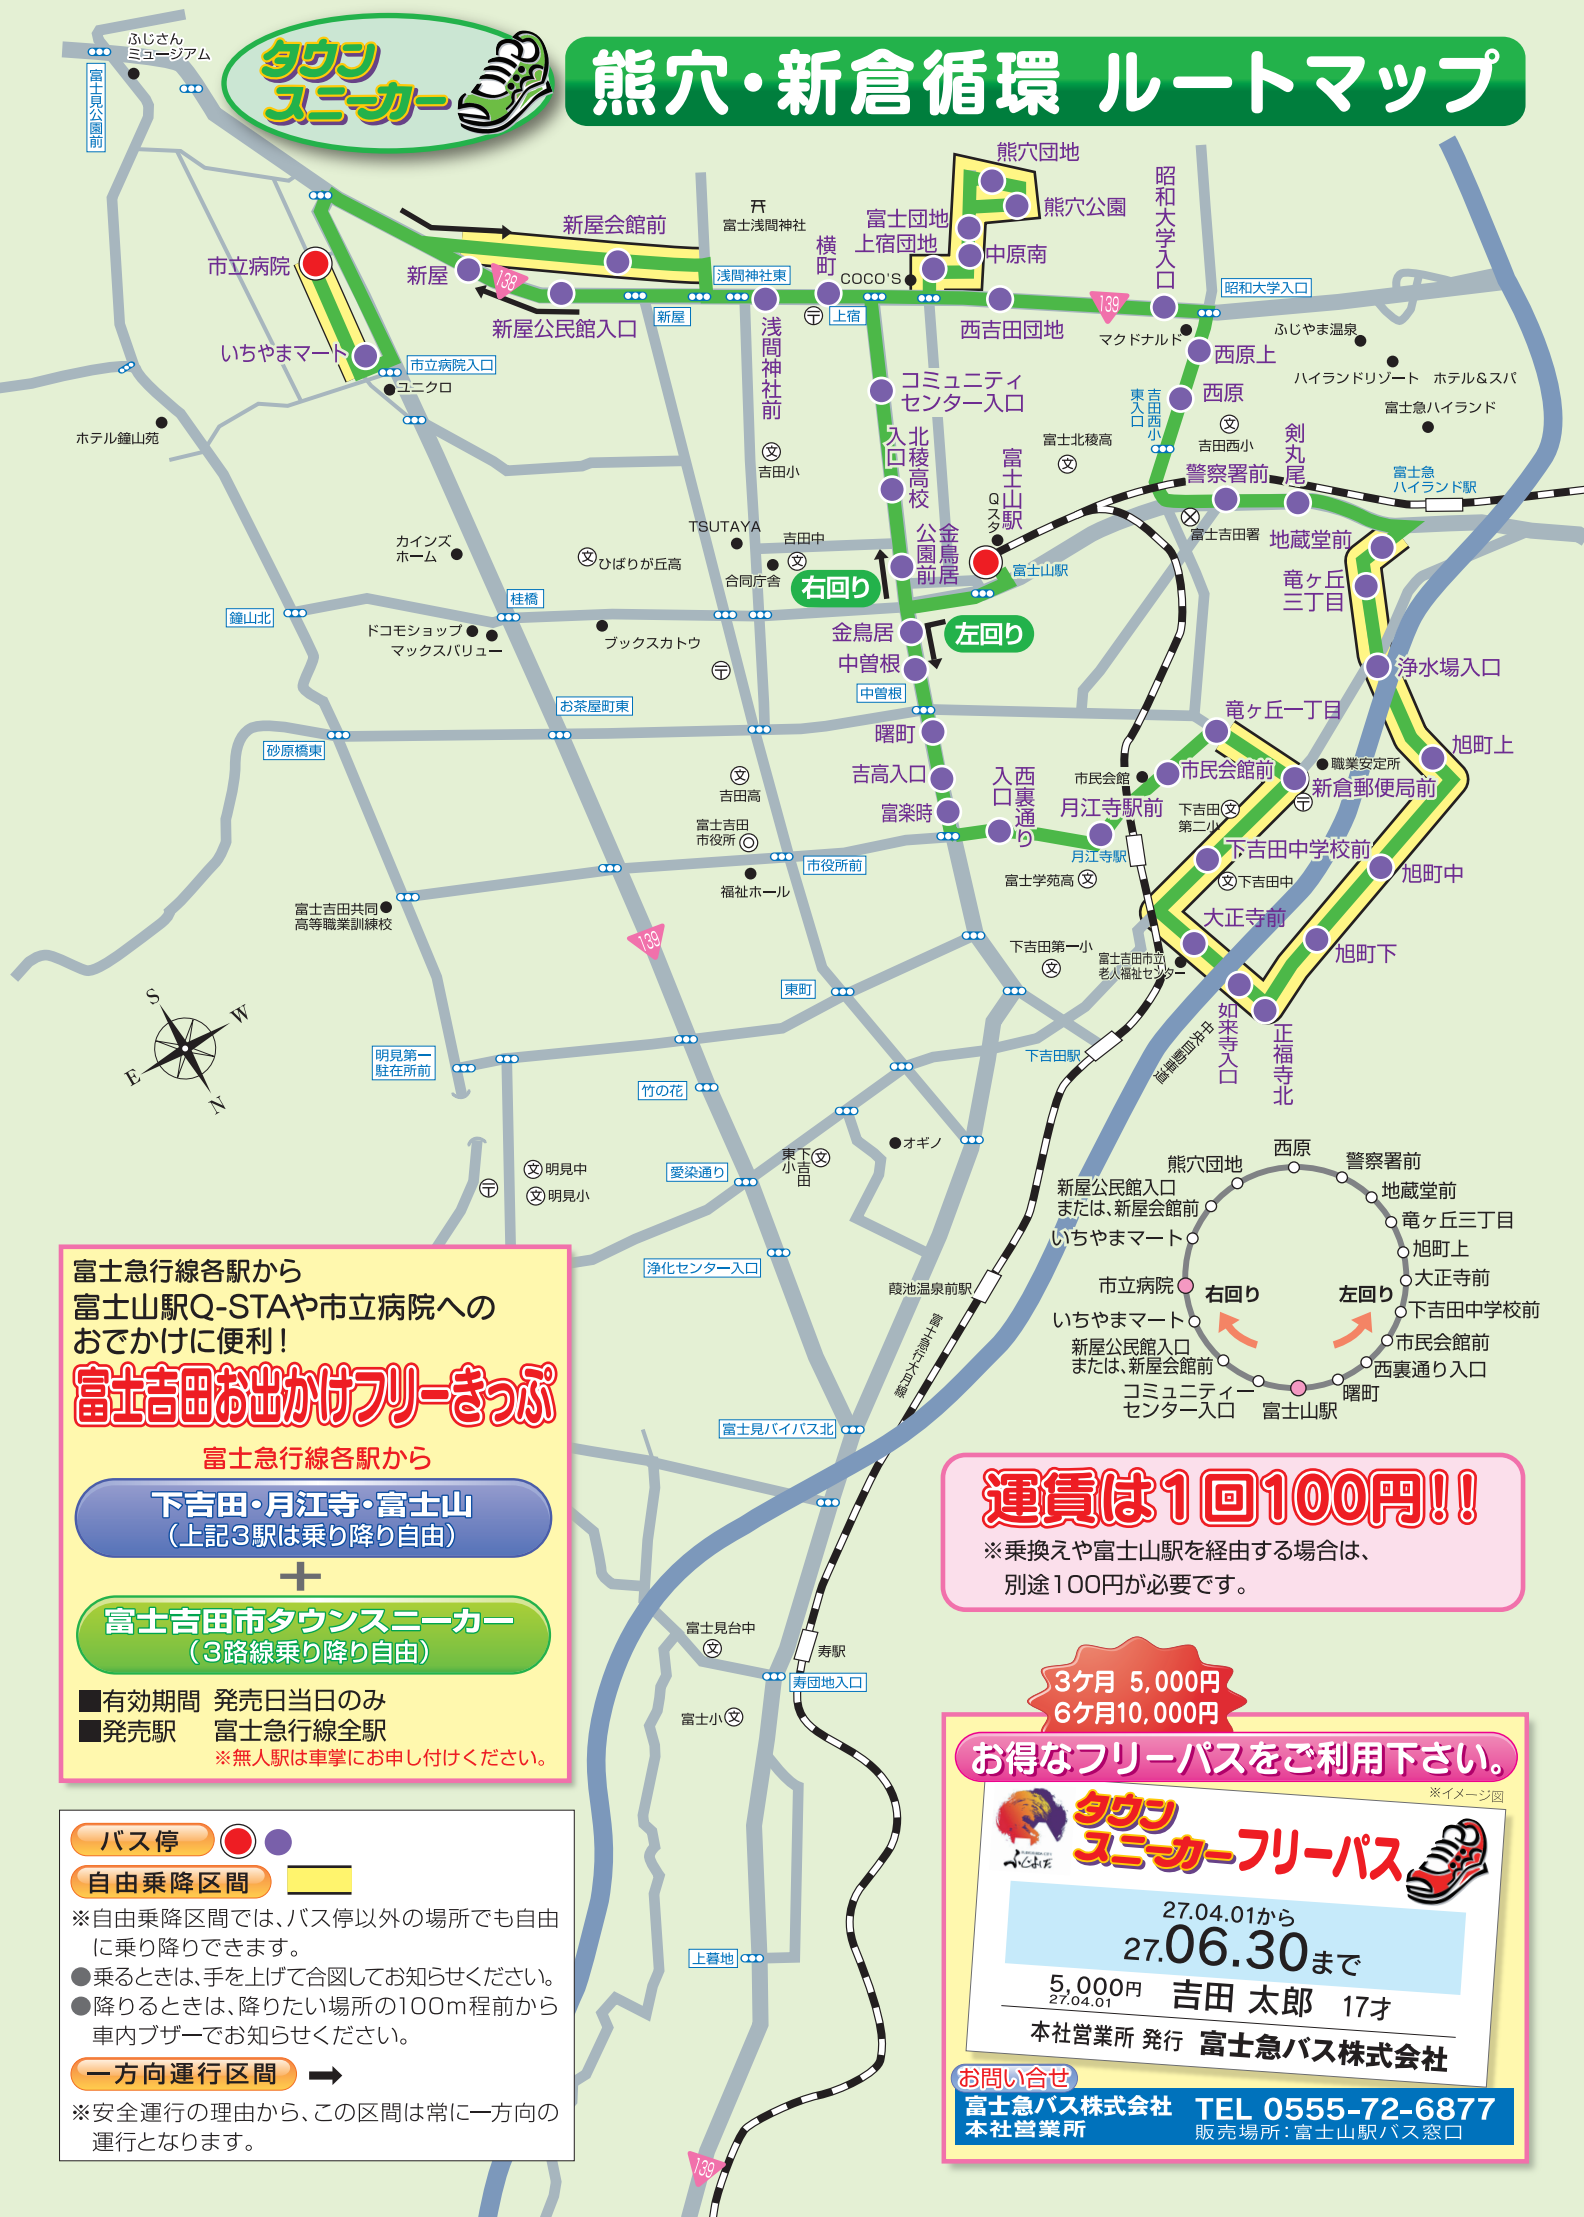 タウン
スニーカー
熊穴・新倉循環 ルートマップ
ふじさん
ミュージアム
富士見公園前
市立病院
いちやまマート
市立病院入口
ユニクロ
ホテル鐘山苑
新屋
138
新屋会館前
新屋公民館入口
新屋
富士浅間神社
浅間神社東
浅間神社前
横町
上宿
COCO'S
熊穴団地
熊穴公園
富士団地
上宿団地
中原南
西吉田団地
139
昭和大学入口
昭和大学入口
マクドナルド
西原上
西原
ふじやま温泉
ハイランドリゾート ホテル&スパ
富士急ハイランド
吉田西小
東入口
吉田西小
コミュニティ
センター入口
北稜高校
入口
吉田小
富士北稜高
富士山駅
Qスタ
警察署前
剣丸尾
富士急
ハイランド駅
富士吉田署
地蔵堂前
竜ヶ丘
三丁目
浄水場入口
TSUTAYA
吉田中
合同庁舎
金鳥居
公園前
富士山駅
右回り
左回り
カインズ
ホーム
ひばりが丘高
鐘山北
桂橋
ドコモショップ
マックスバリュー
ブックスカトウ
金鳥居
中曽根
中曽根
お茶屋町東
砂原橋東
曙町
吉高入口
富楽時
西裏通り
入口
竜ヶ丘一丁目
市民会館
市民会館前
職業安定所
新倉郵便局前
旭町上
月江寺駅前
月江寺駅
下吉田
第二小
吉田高
富士吉田
市役所
市役所前
福祉ホール
富士学苑高
下吉田中学校前
下吉田中
旭町中
富士吉田共同
高等職業訓練校
139
大正寺前
旭町下
下吉田第一小
富士吉田市立
老人福祉センター
東町
如来寺入口
正福寺北
中央自動車道
S
W
E
N
明見第一
駐在所前
竹の花
下吉田駅
オギノ
愛染通り
下吉田
東小
明見中
明見小
浄化センター入口
葭池温泉前駅
富士急行大月線
富士見バイパス北
富士見台中
寿駅
寿団地入口
富士小
上暮地
139
西原
熊穴団地
警察署前
新屋公民館入口
または、新屋会館前
地蔵堂前
竜ヶ丘三丁目
いちやまマート
旭町上
市立病院
大正寺前
右回り
左回り
いちやまマート
下吉田中学校前
新屋公民館入口
または、新屋会館前
市民会館前
西裏通り入口
コミュニティー
センター入口
曙町
富士山駅
富士急行線各駅から
富士山駅Q-STAや市立病院への
おでかけに便利！
富士吉田お出かけフリーきっぷ
富士急行線各駅から
下吉田・月江寺・富士山
（上記３駅は乗り降り自由）
＋
富士吉田市タウンスニーカー
（３路線乗り降り自由）
■有効期間 発売日当日のみ
■発売駅 富士急行線全駅
※無人駅は車掌にお申し付けください。
運賃は１回100円!!
※乗換えや富士山駅を経由する場合は、
別途100円が必要です。
バス停
自由乗降区間
※自由乗降区間では、バス停以外の場所でも自由
に乗り降りできます。
●乗るときは、手を上げて合図してお知らせください。
●降りるときは、降りたい場所の100m程前から
車内ブザーでお知らせください。
一方向運行区間
※安全運行の理由から、この区間は常に一方向の
運行となります。
3ケ月 5,000円
6ケ月10,000円
お得なフリーパスをご利用下さい。
※イメージ図
ふじよしだ
タウン
スニーカーフリーパス
27.04.01から
27.06.30まで
5,000円
27.04.01
吉田 太郎 17才
本社営業所 発行 富士急バス株式会社
お問い合せ
富士急バス株式会社
本社営業所
TEL 0555-72-6877
販売場所：富士山駅バス窓口